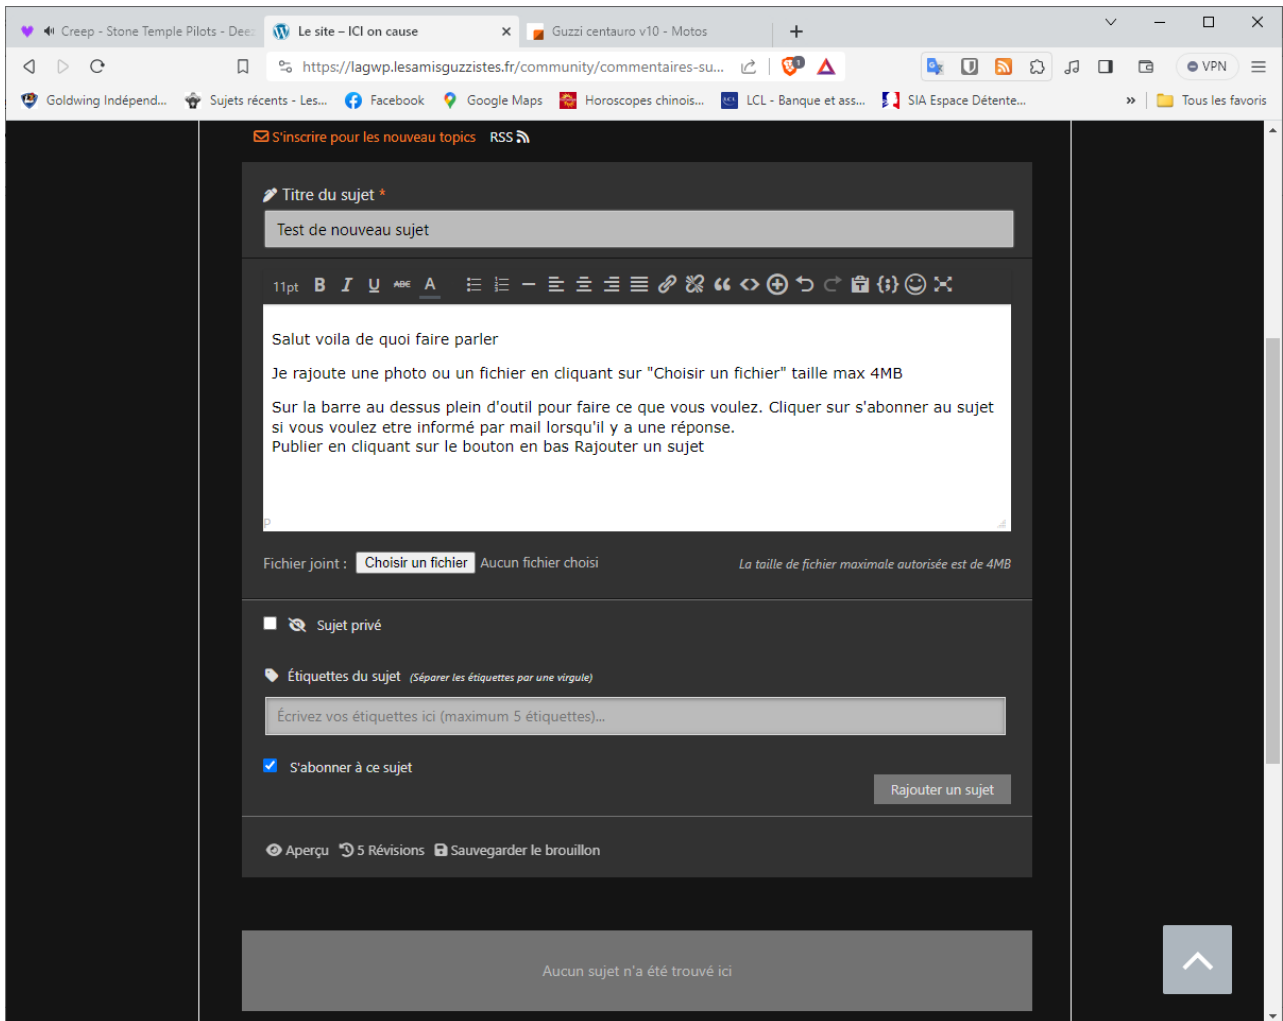 Creep - Stone Temple Pilots - Deez
Le site – ICI on cause
Guzzi centauro v10 - Motos
https://lagwp.lesamisguzzistes.fr/community/commentaires-su...
VPN
Goldwing Indépend...
Sujets récents - Les...
Facebook
Google Maps
Horoscopes chinois...
LCL - Banque et ass...
SIA Espace Détente...
Tous les favoris
S'inscrire pour les nouveau topics RSS
Titre du sujet *
Test de nouveau sujet
11pt B I U ABC A
Salut voila de quoi faire parler
Je rajoute une photo ou un fichier en cliquant sur "Choisir un fichier" taille max 4MB
Sur la barre au dessus plein d'outil pour faire ce que vous voulez. Cliquer sur s'abonner au sujet
si vous voulez etre informé par mail lorsqu'il y a une réponse.
Publier en cliquant sur le bouton en bas Rajouter un sujet
P
Fichier joint : Choisir un fichier Aucun fichier choisi La taille de fichier maximale autorisée est de 4MB
Sujet privé
Étiquettes du sujet (Séparer les étiquettes par une virgule)
Écrivez vos étiquettes ici (maximum 5 étiquettes)...
S'abonner à ce sujet
Rajouter un sujet
Aperçu 5 Révisions Sauvegarder le brouillon
Aucun sujet n'a été trouvé ici